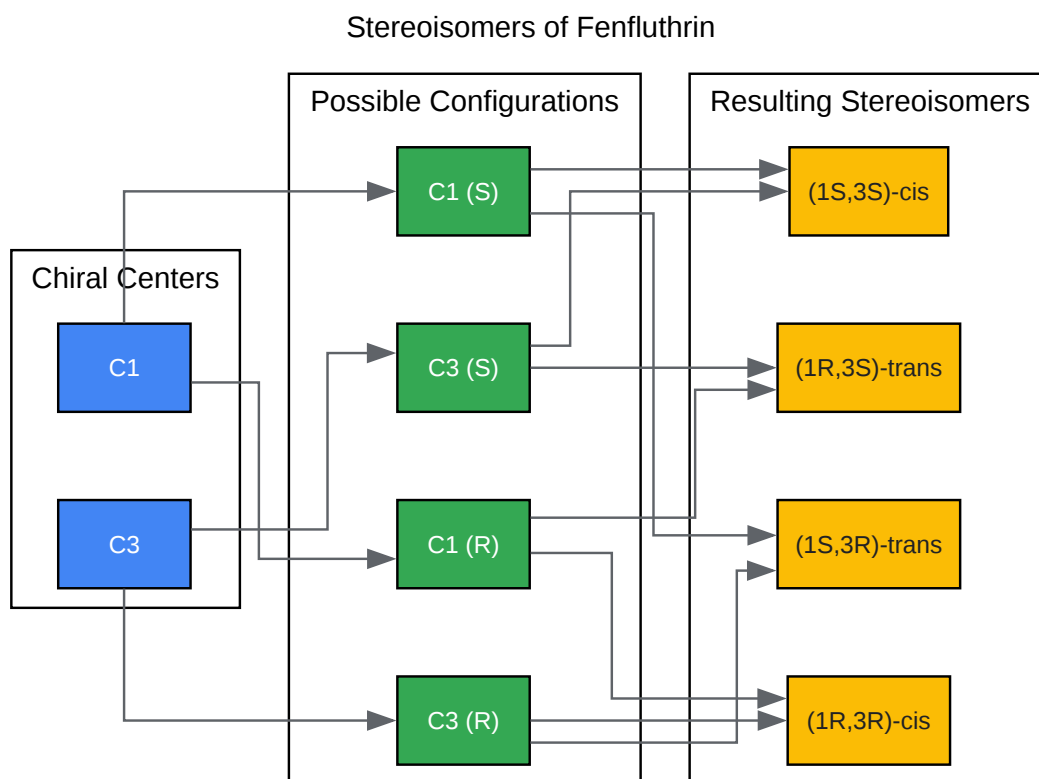 Stereoisomers of Fenfluthrin
Chiral Centers
C1
C3
Possible Configurations
C1 (S)
C3 (S)
C1 (R)
C3 (R)
Resulting Stereoisomers
(1S,3S)-cis
(1R,3S)-trans
(1S,3R)-trans
(1R,3R)-cis